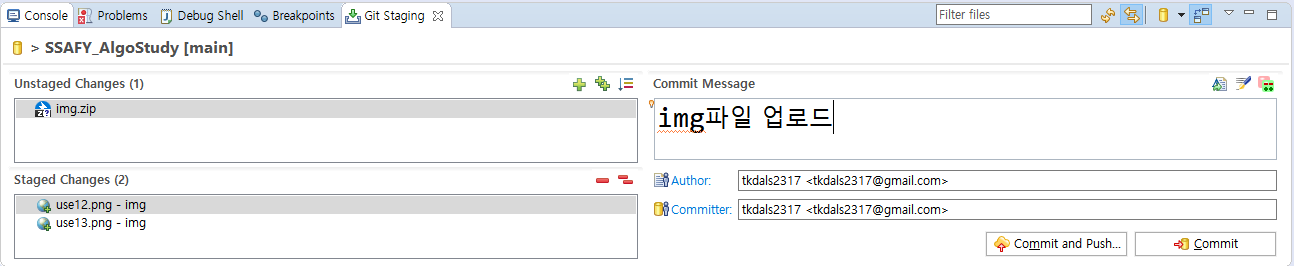 Console Problems Debug Shell Breakpoints Git Staging Filter files
> SSAFY_AlgoStudy [main]
Unstaged Changes (1)
img.zip
Staged Changes (2)
use12.png - img
use13.png - img
Commit Message
img파일 업로드
Author: tkdals2317 <tkdals2317@gmail.com>
Committer: tkdals2317 <tkdals2317@gmail.com>
Commit and Push... Commit